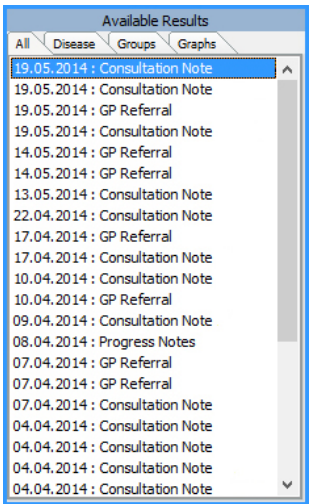 Available Results
All Disease Groups Graphs
19.05.2014 : Consultation Note
19.05.2014 : Consultation Note
19.05.2014 : GP Referral
19.05.2014 : Consultation Note
14.05.2014 : GP Referral
14.05.2014 : GP Referral
13.05.2014 : Consultation Note
22.04.2014 : Consultation Note
17.04.2014 : GP Referral
17.04.2014 : Consultation Note
10.04.2014 : Consultation Note
10.04.2014 : GP Referral
09.04.2014 : Consultation Note
08.04.2014 : Progress Notes
07.04.2014 : GP Referral
07.04.2014 : GP Referral
07.04.2014 : Consultation Note
04.04.2014 : Consultation Note
04.04.2014 : Consultation Note
04.04.2014 : Consultation Note
04.04.2014 : Consultation Note